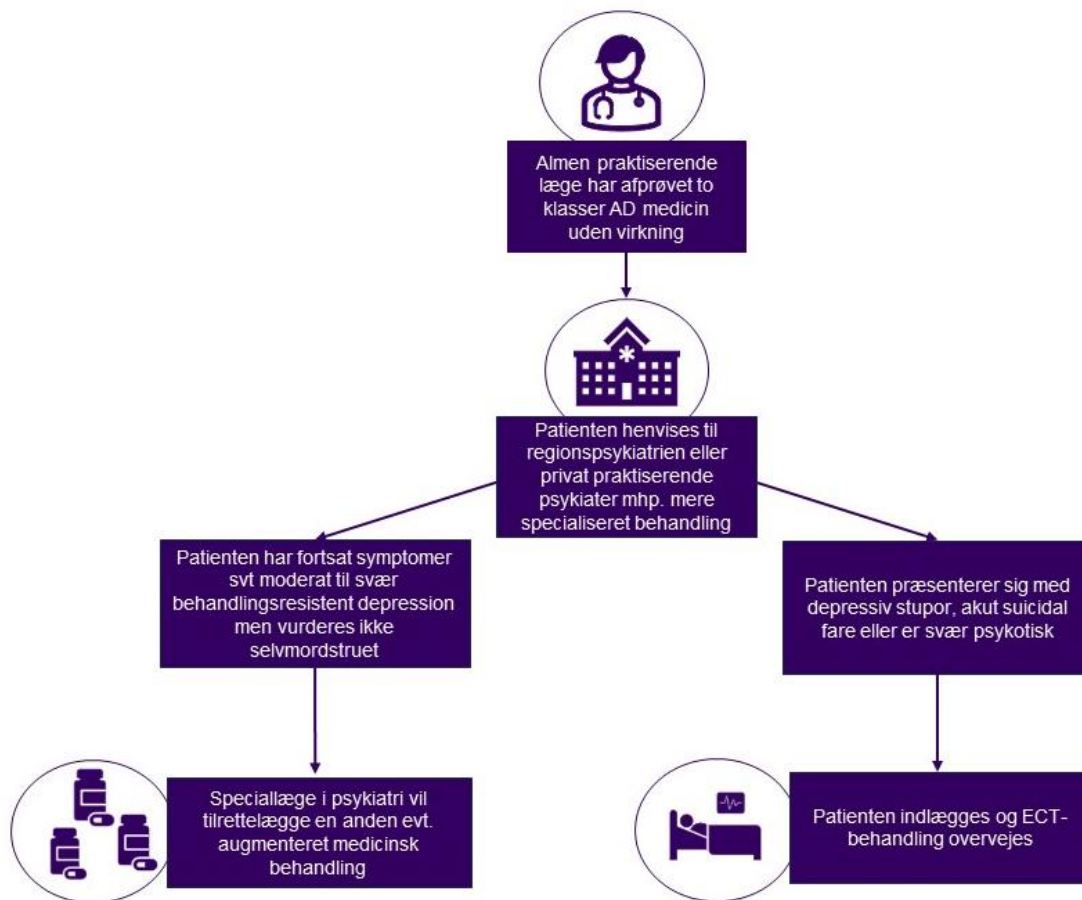 Almen praktiserende
læge har afprøvet to
klasser AD medicin
uden virkning
Patienten henvises til
regionspsykiatrien eller
privat praktiserende
psykiater mhp. mere
specialiseret behandling
Patienten har fortsat symptomer
svt moderat til svær
behandlingsresistent depression
men vurderes ikke
selvmordstruet
Patienten præsenterer sig med
depressiv stupor, akut suicidal
fare eller er svær psykotisk
Speciallæge i psykiatri vil
tilrettelægge en anden evt.
augmenteret medicinsk
behandling
Patienten indlægges og ECT-
behandling overvejes